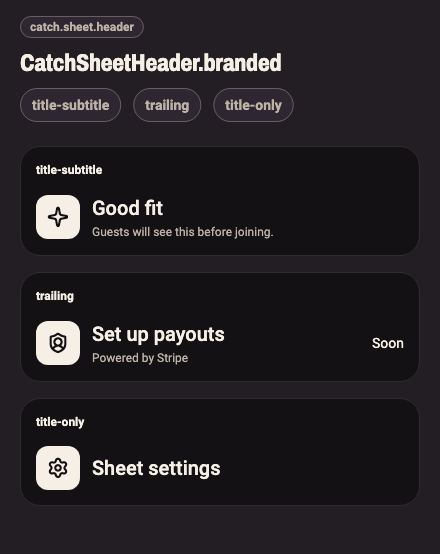 catch.sheet.header
CatchSheetHeader.branded
title-subtitle trailing title-only
title-subtitle
Good fit
Guests will see this before joining.
trailing
Set up payouts
Powered by Stripe
Soon
title-only
Sheet settings